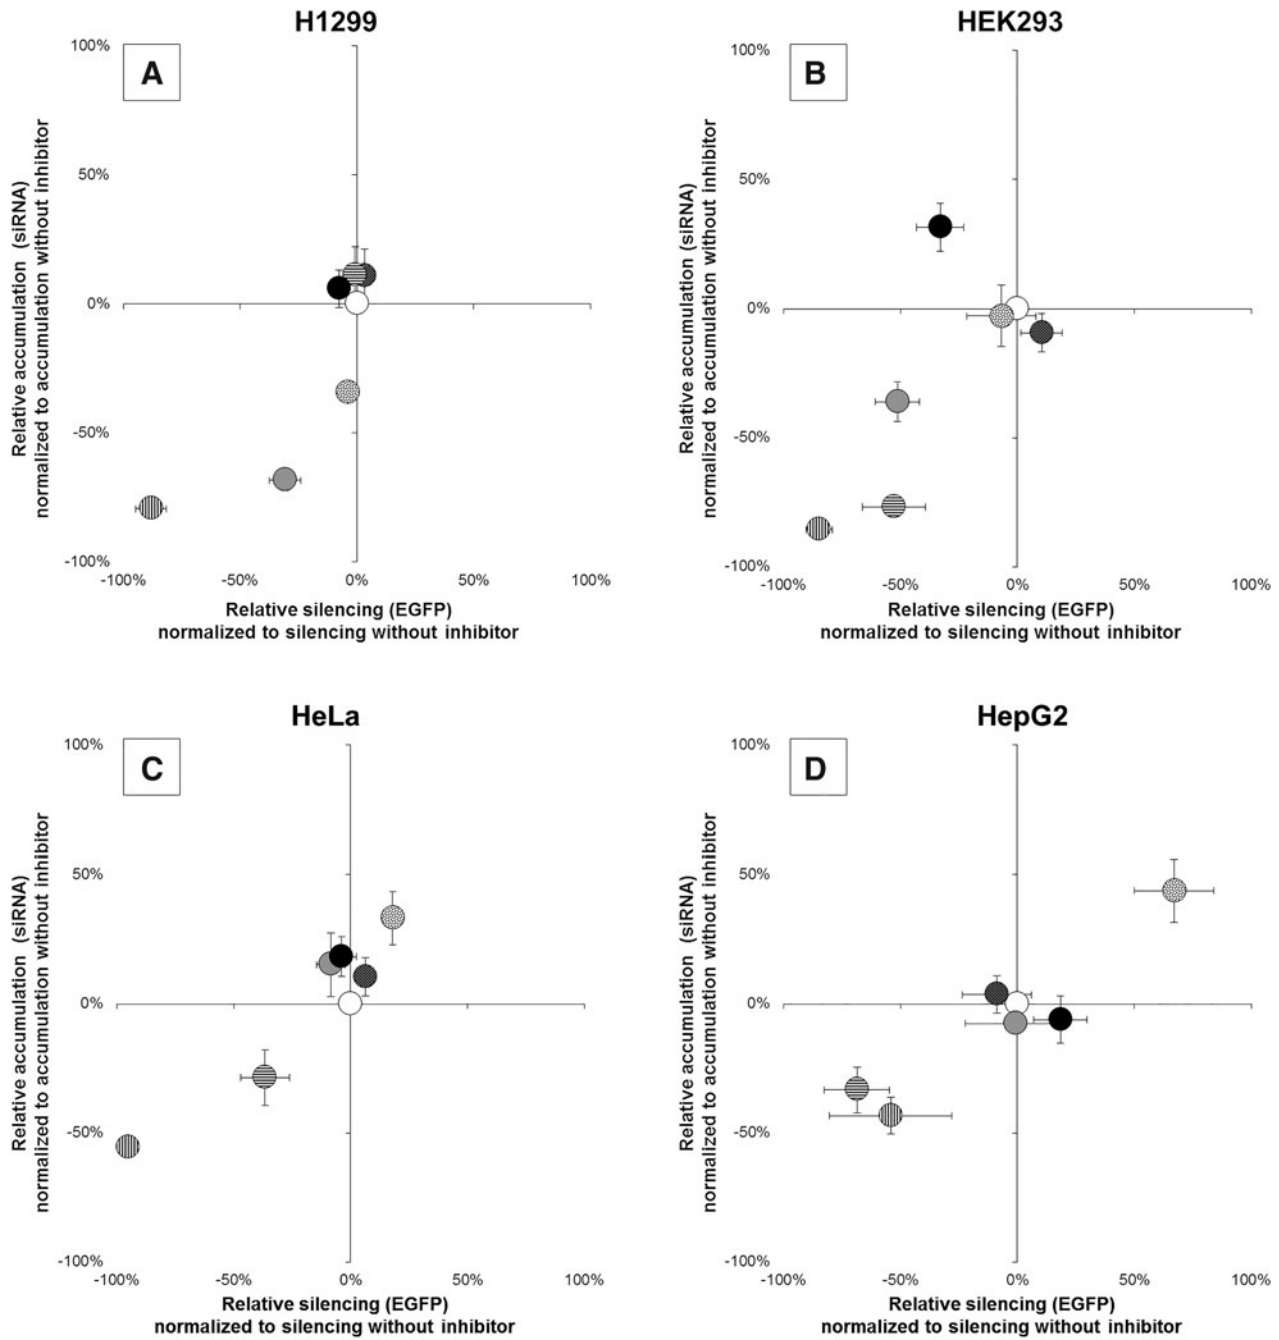 H1299
A
100%
50%
0%
-50%
-100%
-100%
-50%
0%
50%
100%
Relative accumulation (siRNA)
normalized to accumulation without inhibitor
Relative silencing (EGFP)
normalized to silencing without inhibitor
HEK293
B
100%
50%
0%
-50%
-100%
-100%
-50%
0%
50%
100%
Relative accumulation (siRNA)
normalized to accumulation without inhibitor
Relative silencing (EGFP)
normalized to silencing without inhibitor
HeLa
C
100%
50%
0%
-50%
-100%
-100%
-50%
0%
50%
100%
Relative accumulation (siRNA)
normalized to accumulation without inhibitor
Relative silencing (EGFP)
normalized to silencing without inhibitor
HepG2
D
100%
50%
0%
-50%
-100%
-100%
-50%
0%
50%
100%
Relative accumulation (siRNA)
normalized to accumulation without inhibitor
Relative silencing (EGFP)
normalized to silencing without inhibitor